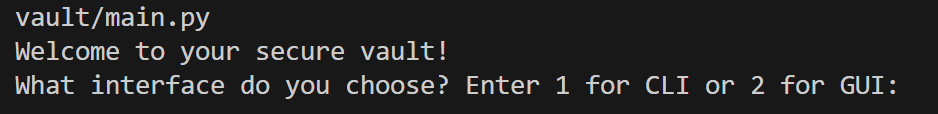 vault/main.py
Welcome to your secure vault!
What interface do you choose? Enter 1 for CLI or 2 for GUI: